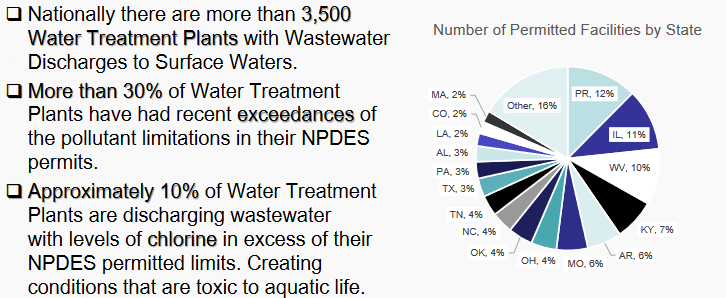 Nationally there are more than 3,500
Water Treatment Plants with Wastewater
Discharges to Surface Waters.
More than 30% of Water Treatment
Plants have had recent exceedances of
the pollutant limitations in their NPDES
permits.
Approximately 10% of Water Treatment
Plants are discharging wastewater
with levels of chlorine in excess of their
NPDES permitted limits. Creating
conditions that are toxic to aquatic life.
Number of Permitted Facilities by State
PR, 12%
IL, 11%
WV, 10%
KY, 7%
AR, 6%
MO, 6%
OH, 4%
OK, 4%
NC, 4%
TN, 4%
TX, 3%
PA, 3%
AL, 3%
LA, 2%
CO, 2%
MA, 2%
Other, 16%